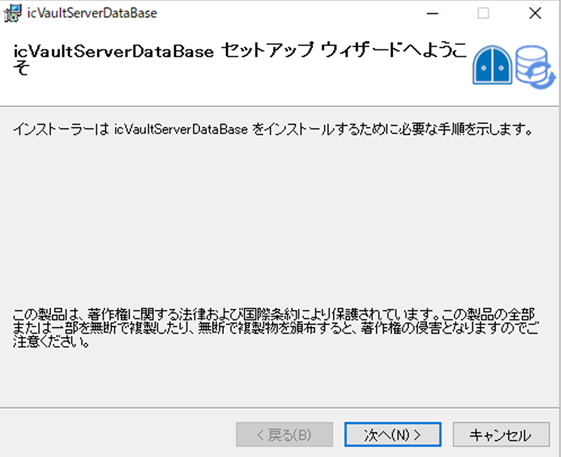 icVaultServerDataBase
icVaultServerDataBase セットアップ ウィザードへようこ
そ
インストーラーは icVaultServerDataBase をインストールするために必要な手順を示します。
この製品は、著作権に関する法律および国際条約により保護されています。この製品の全部
または一部を無断で複製したり、無断で複製物を頒布すると、著作権の侵害となりますのでご
注意ください。
< 戻る(B)
次へ(N) >
キャンセル